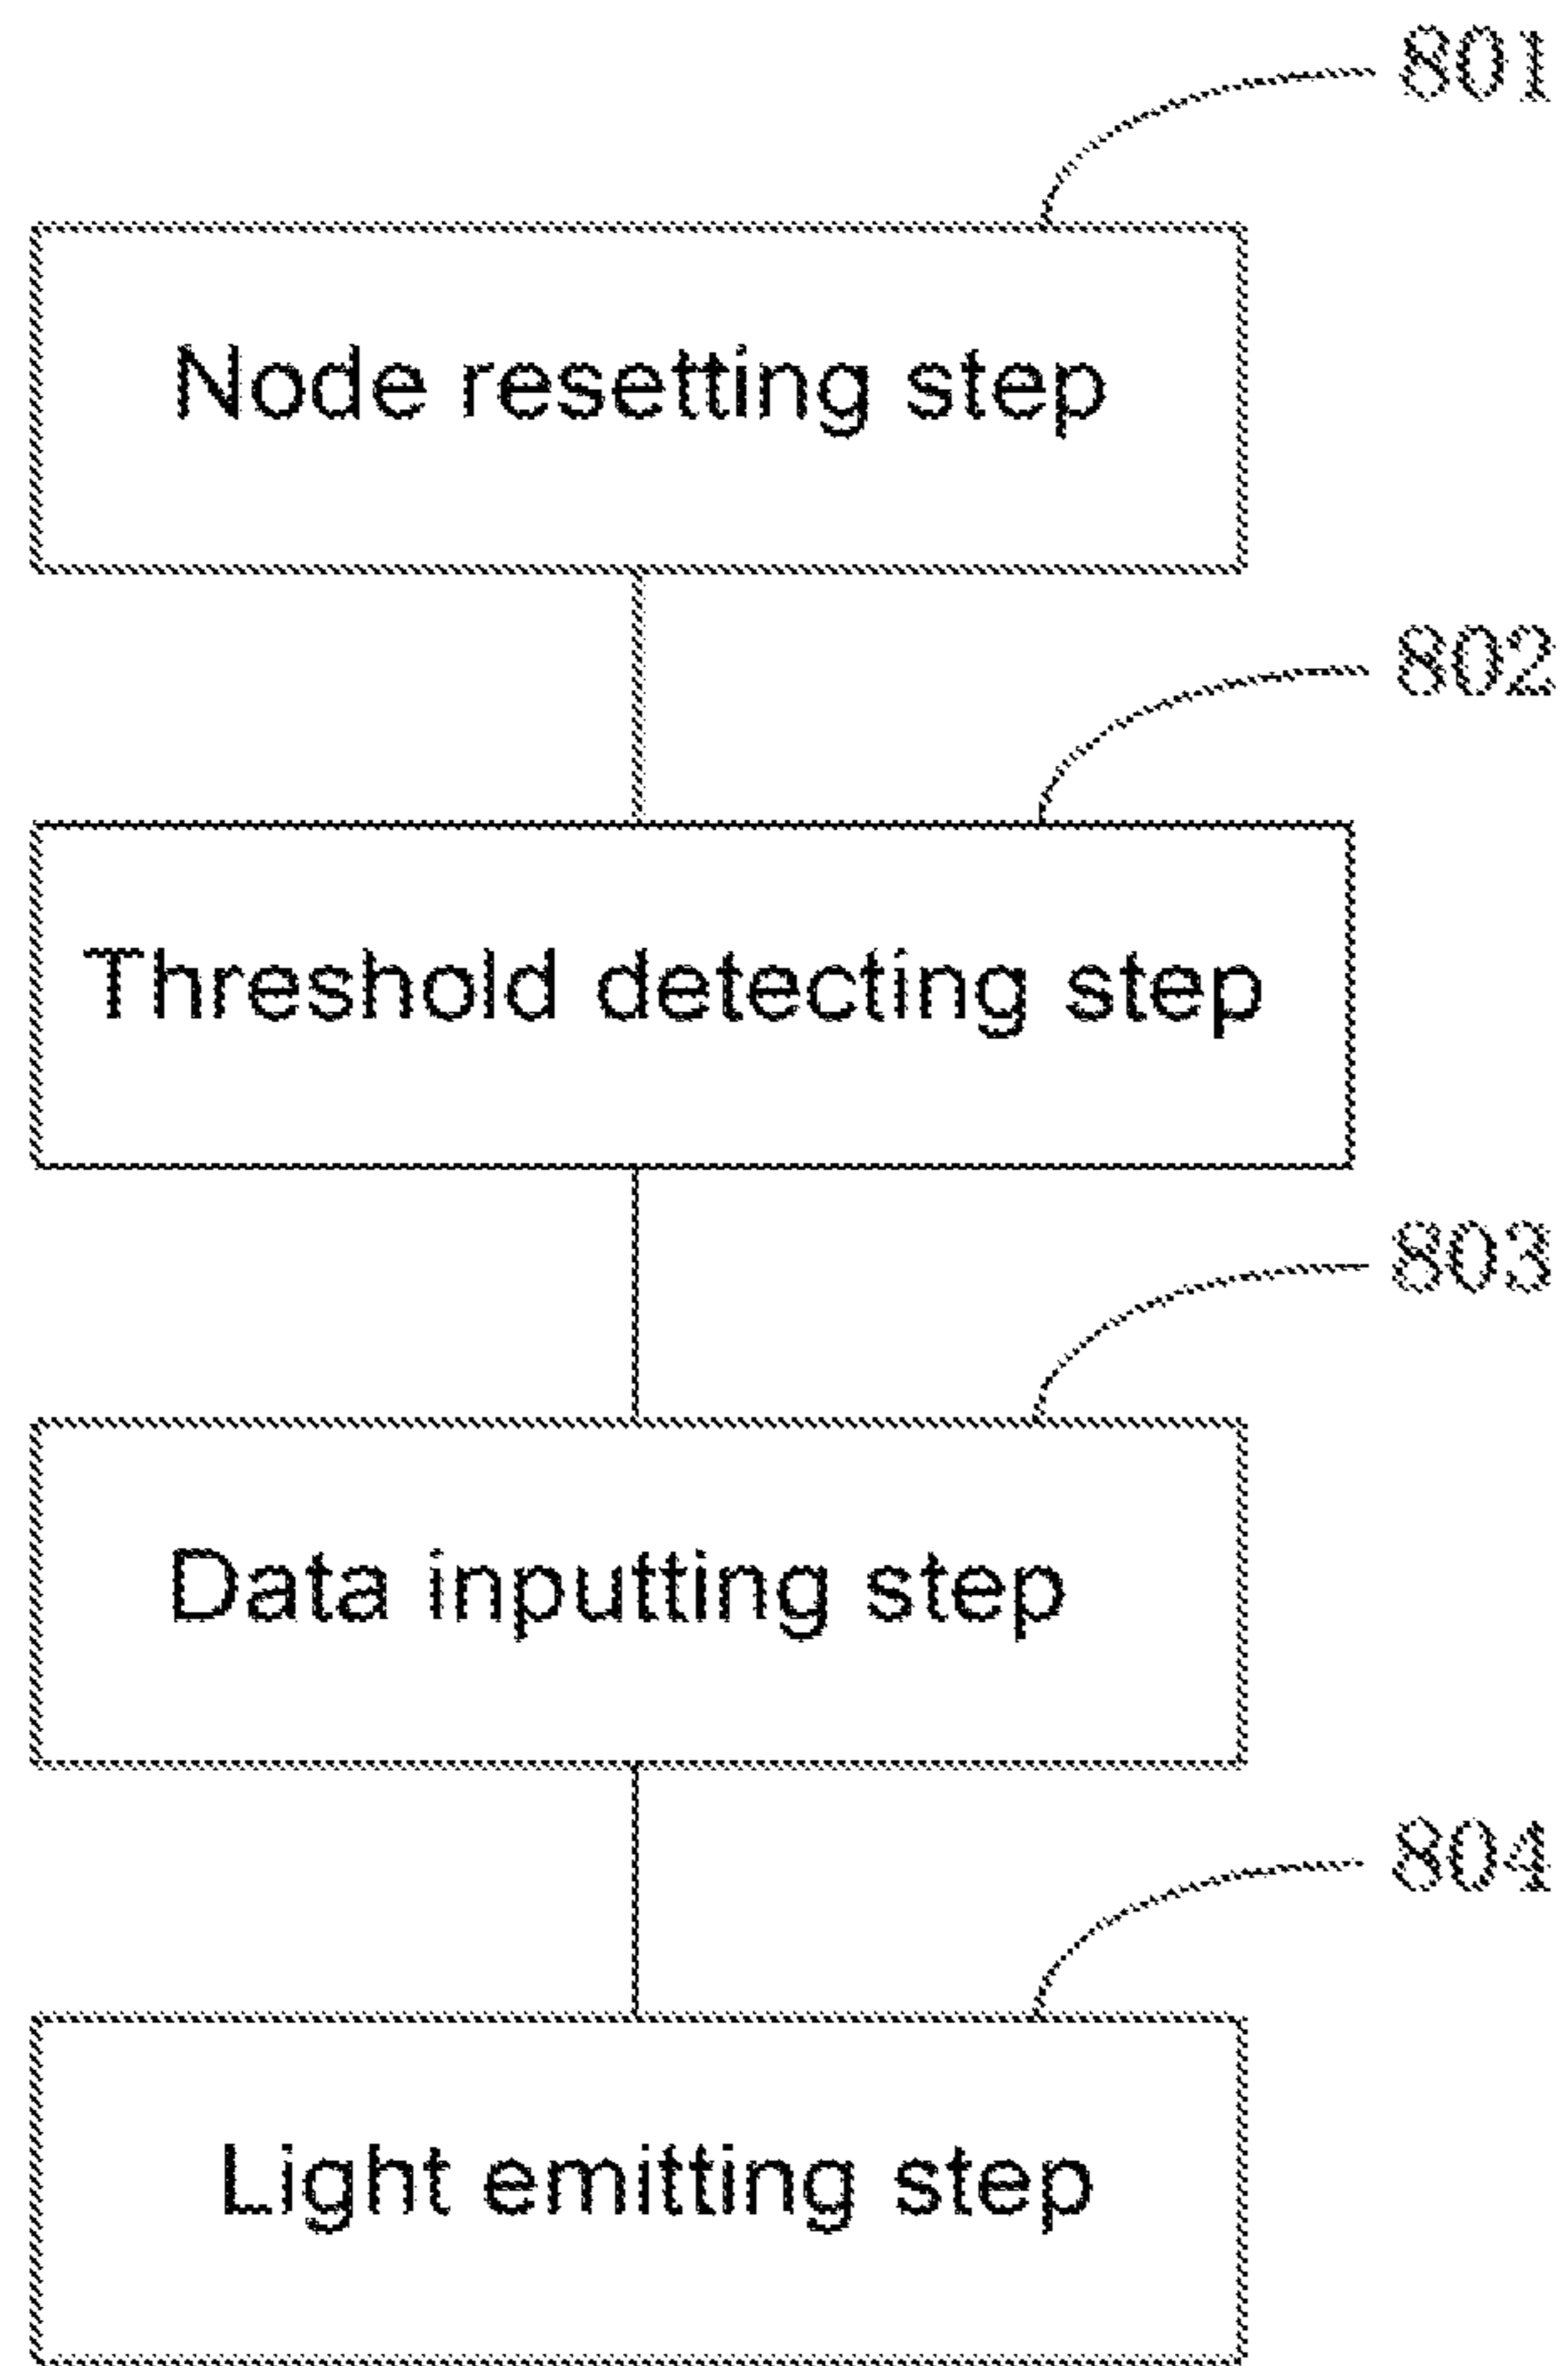 801
Node resetting step
802
Threshold detecting step
803
Data inputting step
804
Light emitting step